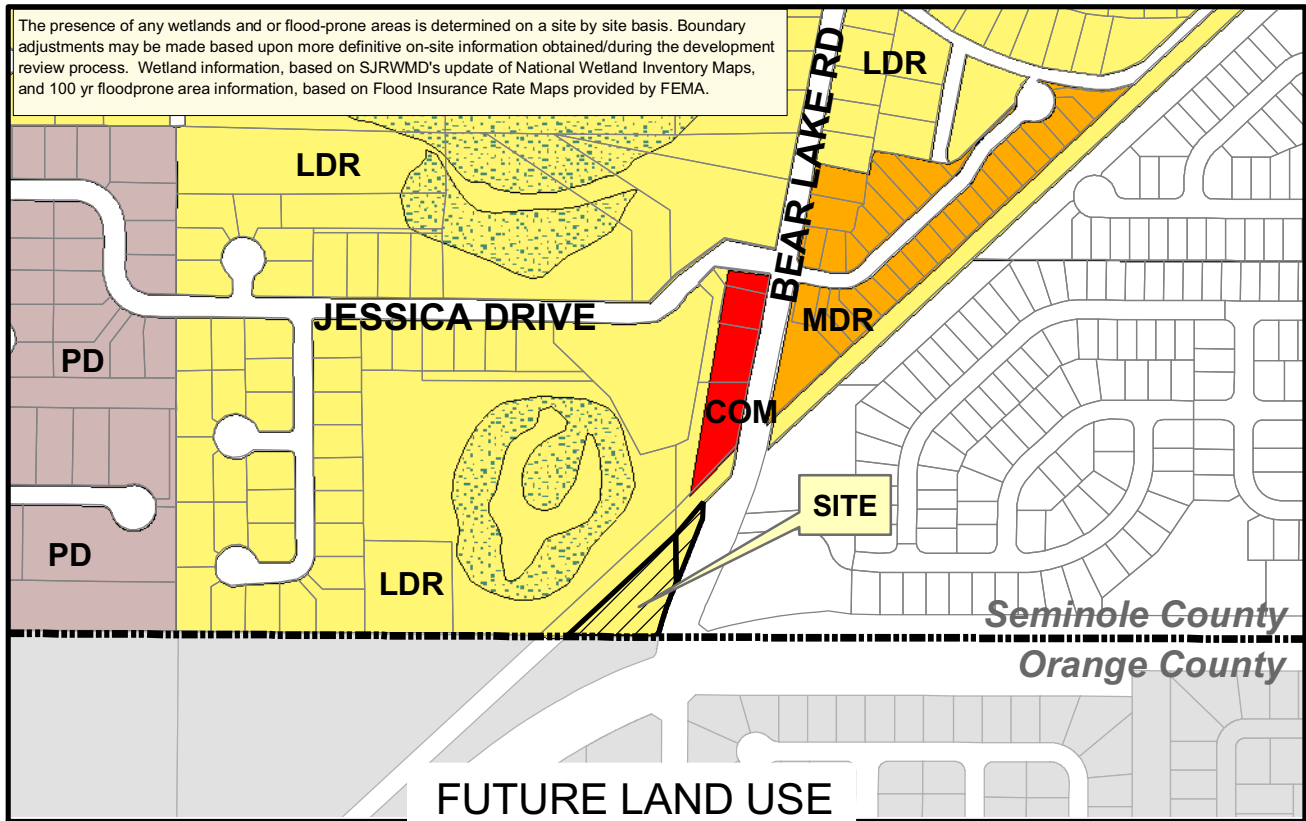 The presence of any wetlands and or flood-prone areas is determined on a site by site basis. Boundary
adjustments may be made based upon more definitive on-site information obtained/during the development
review process. Wetland information, based on SJRWMD's update of National Wetland Inventory Maps,
and 100 yr floodprone area information, based on Flood Insurance Rate Maps provided by FEMA.
LDR
LDR
BEAR LAKE RD
JESSICA DRIVE
MDR
PD
COM
SITE
PD
LDR
Seminole County
Orange County
FUTURE LAND USE